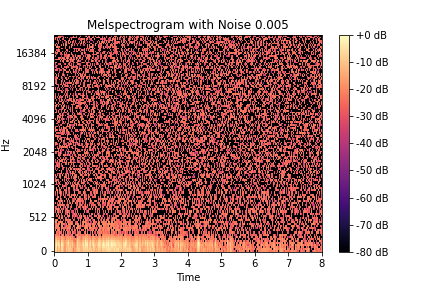 Melspectrogram with Noise 0.005
Hz
16384
8192
4096
2048
1024
512
0
0 1 2 3 4 5 6 7 8
Time
+0 dB
-10 dB
-20 dB
-30 dB
-40 dB
-50 dB
-60 dB
-70 dB
-80 dB